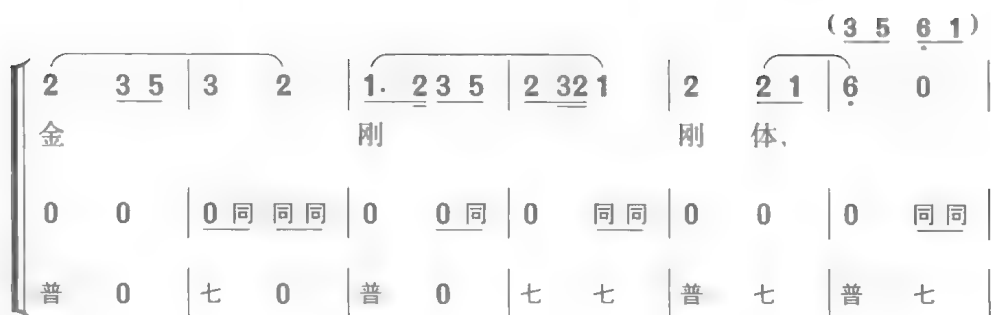 (3 5 6̣ 1)
2 3 5 | 3 2 | 1. 2 3 5 | 2 3 2 1 | 2 2 1 | 6̣ 0 |
金 刚 刚 体、
0 0 | 0 同 同 同 | 0 0 同 | 0 同 同 | 0 0 | 0 同 同 |
普 0 | 七 0 | 普 0 | 七 七 | 普 七 | 普 七 |